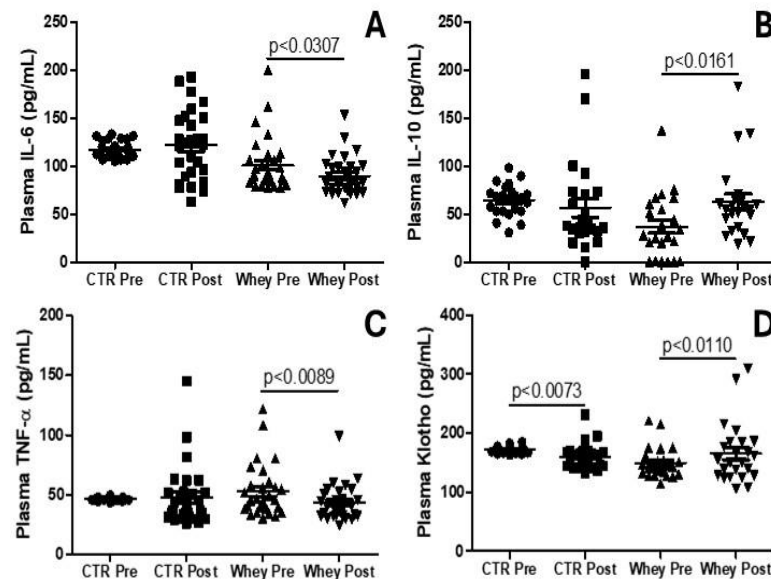 A
Plasma IL-6 (pg/mL)
250
200
150
100
50
0
p<0.0307
CTR Pre CTR Post Whey Pre Whey Post
B
Plasma IL-10 (pg/mL)
250
200
150
100
50
0
p<0.0161
CTR Pre CTR Post Whey Pre Whey Post
C
Plasma TNF-α (pg/mL)
200
150
100
50
0
p<0.0089
CTR Pre CTR Post Whey Pre Whey Post
D
Plasma Klotho (pg/mL)
400
300
200
150
100
0
p<0.0073
p<0.0110
CTR Pre CTR Post Whey Pre Whey Post